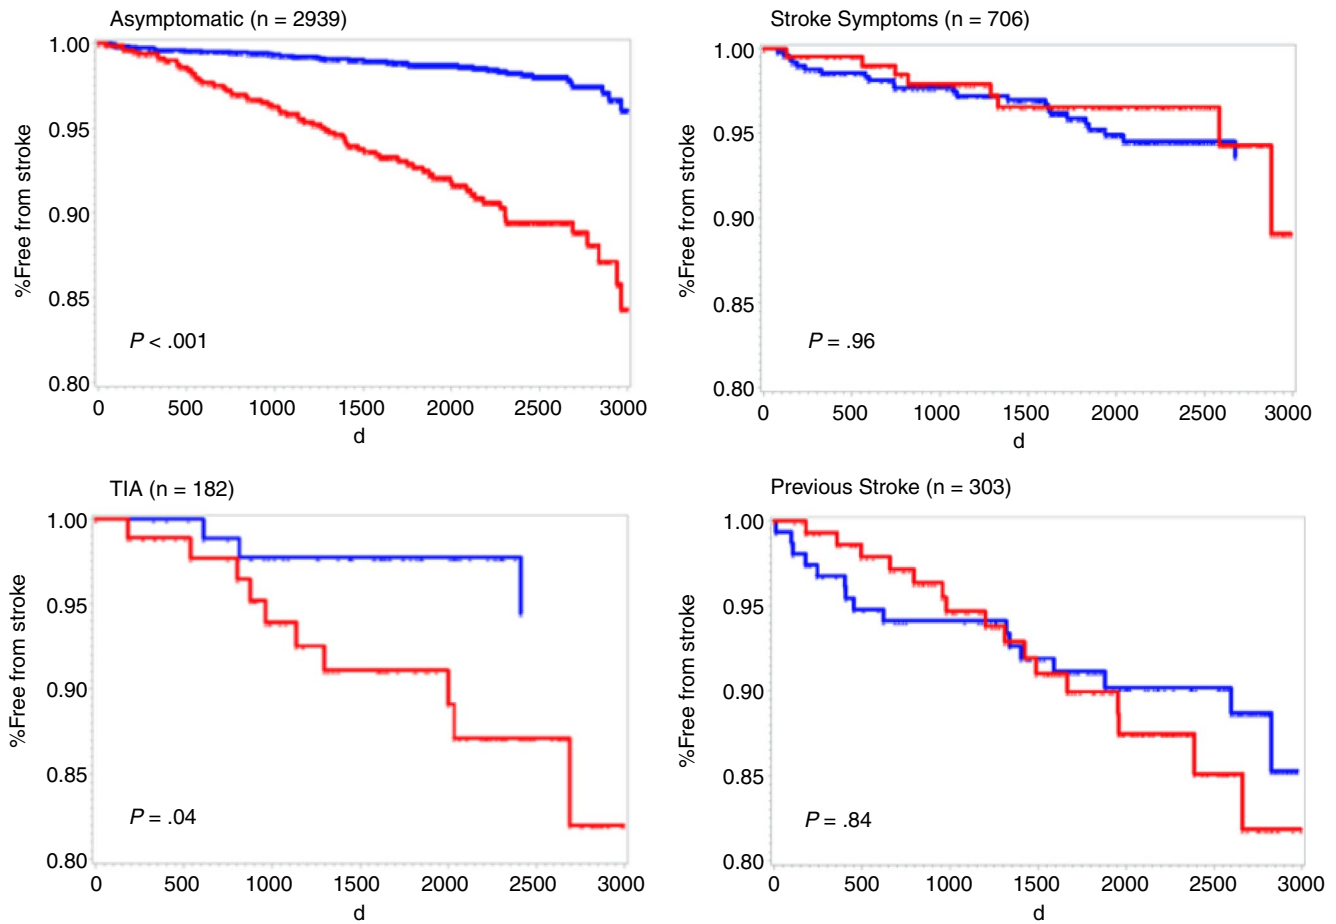 Asymptomatic (n = 2939)
1.00
0.95
0.90
0.85
0.80
%Free from stroke
P < .001
0 500 1000 1500 2000 2500 3000
d
Stroke Symptoms (n = 706)
1.00
0.95
0.90
0.85
0.80
%Free from stroke
P = .96
0 500 1000 1500 2000 2500 3000
d
TIA (n = 182)
1.00
0.95
0.90
0.85
0.80
%Free from stroke
P = .04
0 500 1000 1500 2000 2500 3000
d
Previous Stroke (n = 303)
1.00
0.95
0.90
0.85
0.80
%Free from stroke
P = .84
0 500 1000 1500 2000 2500 3000
d